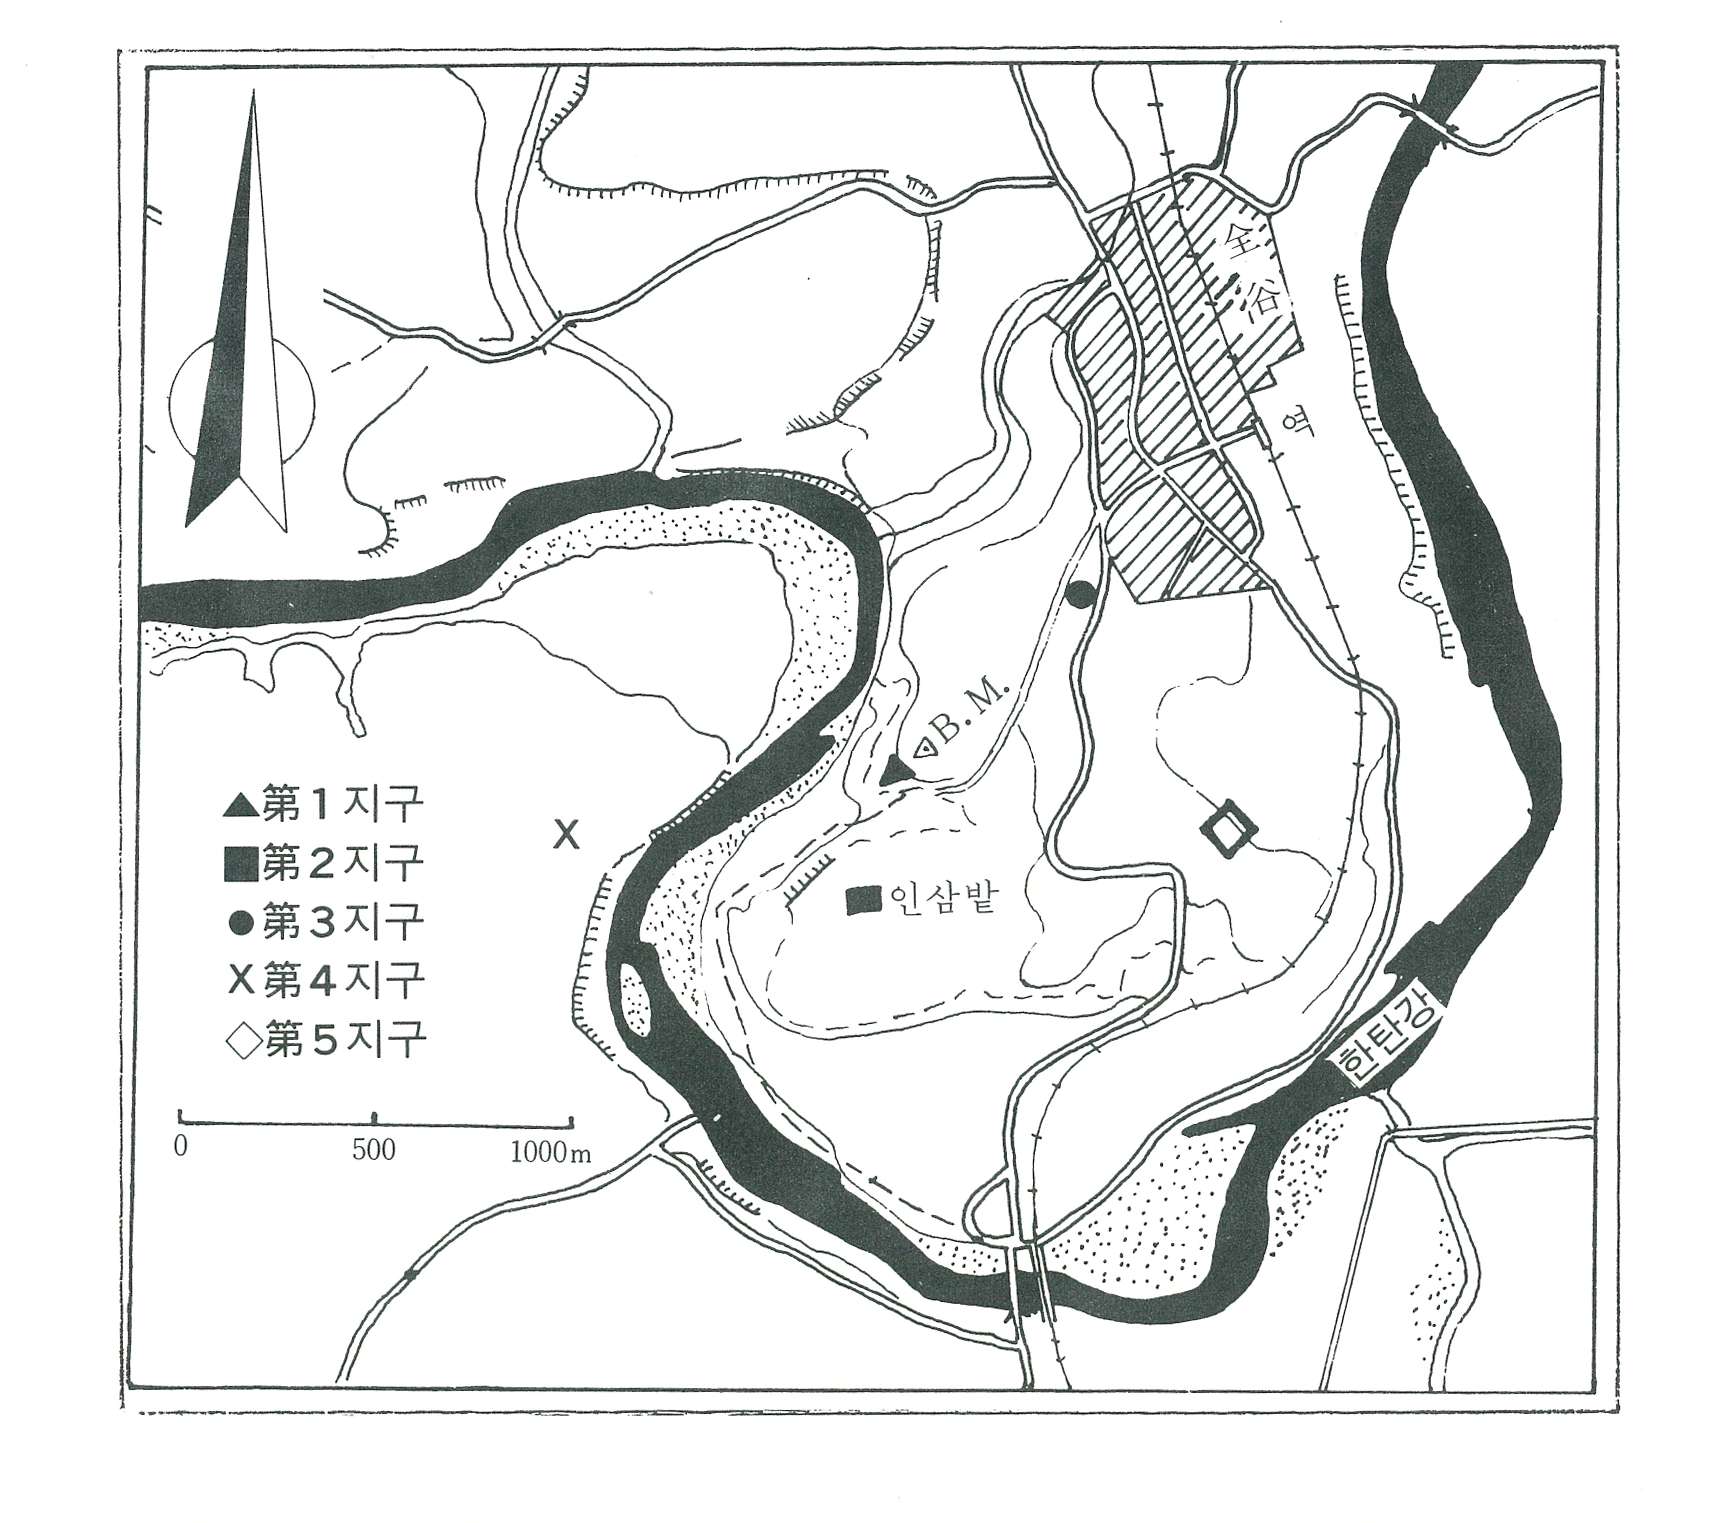 全
谷
역
B.M.
▲第1지구
■第2지구
●第3지구
X第4지구
◇第5지구
X
■인삼밭
한탄강
0 500 1000m